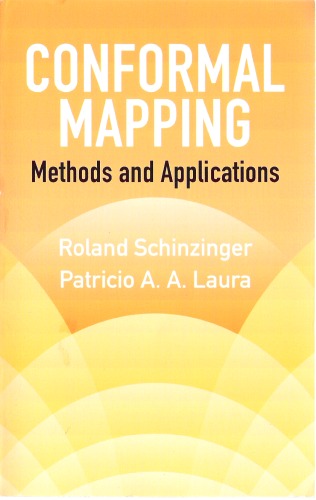 CONFORMAL
MAPPING
Methods and Applications
Roland Schinzinger
Patricio A. A. Laura